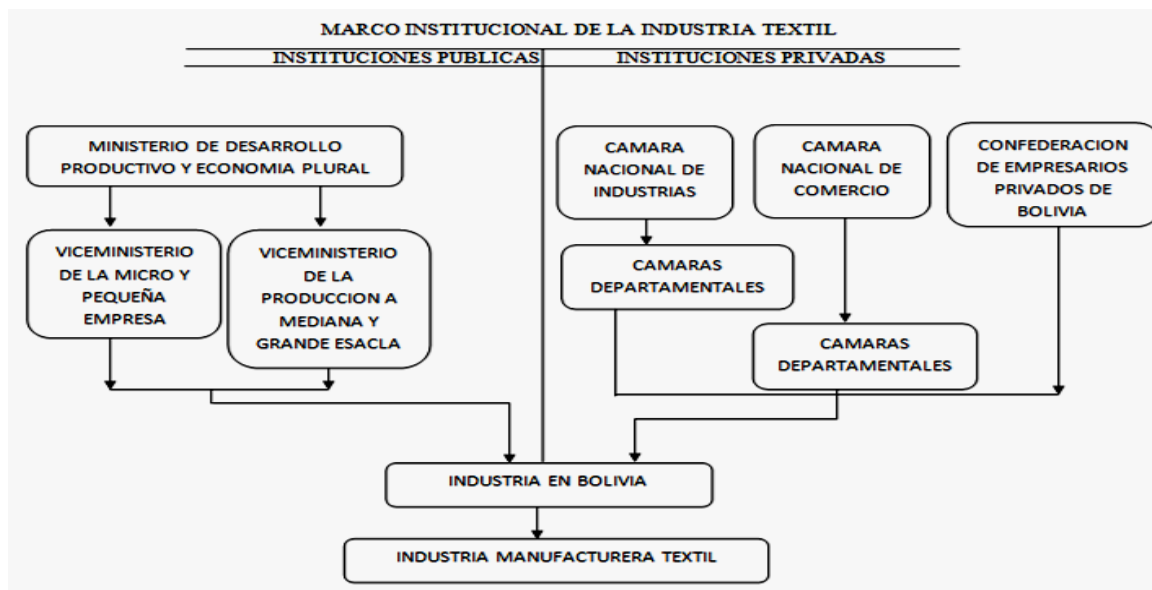 MARCO INSTITUCIONAL DE LA INDUSTRIA TEXTIL
INSTITUCIONES PUBLICAS
INSTITUCIONES PRIVADAS
MINISTERIO DE DESARROLLO
PRODUCTIVO Y ECONOMIA PLURAL
CAMARA
NACIONAL DE
INDUSTRIAS
CAMARA
NACIONAL DE
COMERCIO
CONFEDERACION
DE EMPRESARIOS
PRIVADOS DE
BOLIVIA
VICEMINISTERIO
DE LA MICRO Y
PEQUEÑA
EMPRESA
VICEMINISTERIO
DE LA
PRODUCCION A
MEDIANA Y
GRANDE ESACLA
CAMARAS
DEPARTAMENTALES
CAMARAS
DEPARTAMENTALES
INDUSTRIA EN BOLIVIA
INDUSTRIA MANUFACTURERA TEXTIL